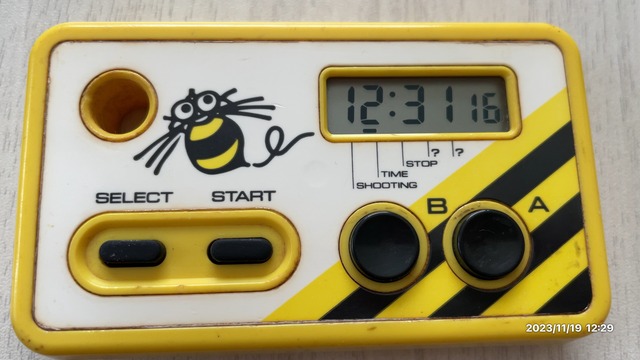 12:31 16
? ?
STOP
TIME
SHOOTING
SELECT START
B A
2023/11/19 12:29